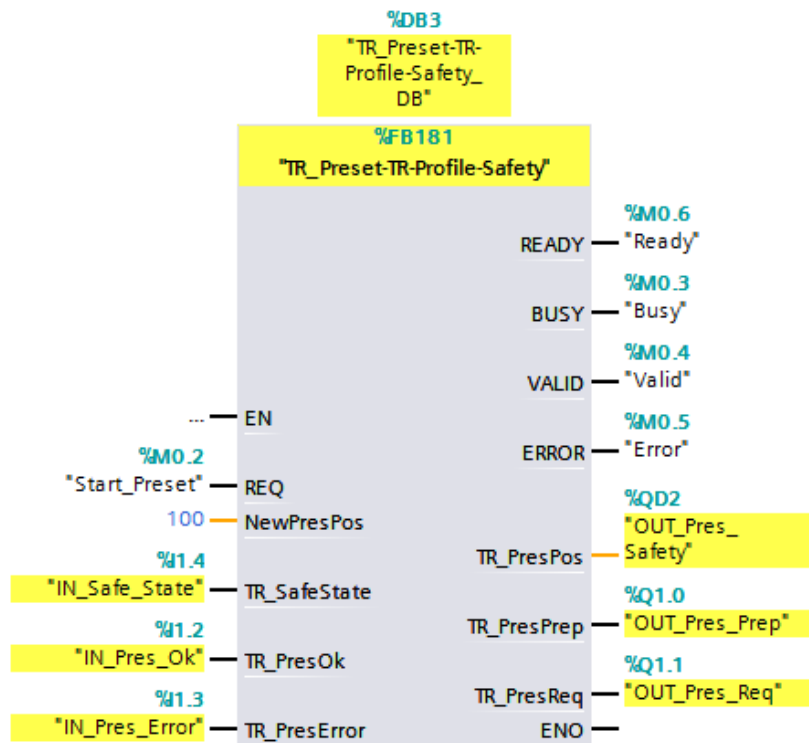 %DB3
"TR_Preset-TR-
Profile-Safety_
DB"
%FB181
"TR_Preset-TR-Profile-Safety"
%M0.6
READY "Ready"
%M0.3
BUSY "Busy"
%M0.4
VALID "Valid"
... EN
%M0.5
ERROR "Error"
%M0.2
"Start_Preset" REQ
100 NewPresPos
%QD2
"OUT_Pres_
Safety"
TR_PresPos
%I1.4
"IN_Safe_State" TR_SafeState
%Q1.0
TR_PresPrep "OUT_Pres_Prep"
%I1.2
"IN_Pres_Ok" TR_PresOk
%Q1.1
TR_PresReq "OUT_Pres_Req"
%I1.3
"IN_Pres_Error" TR_PresError
ENO